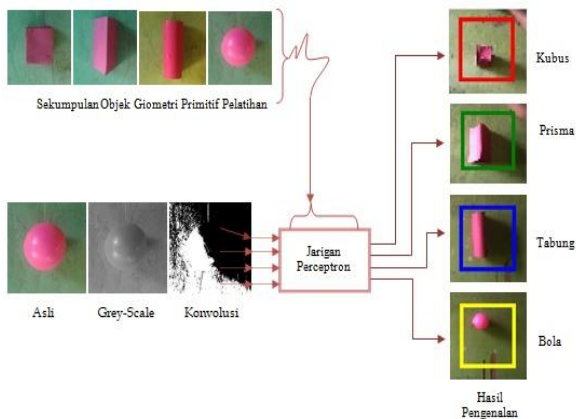 Sekumpulan Objek Giometri Primitif Pelatihan
Kubus
Prisma
Jarigan
Perceptron
Tabung
Asli
Grey-Scale
Konvolusi
Bola
Hasil
Pengenalan